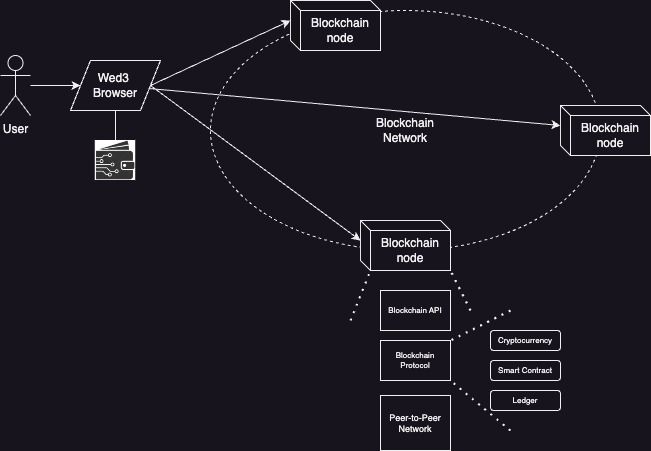 Blockchain
node
Wed3
Browser
User
Blockchain
Network
Blockchain
node
Blockchain
node
Blockchain API
Blockchain
Protocol
Peer-to-Peer
Network
Cryptocurrency
Smart Contract
Ledger